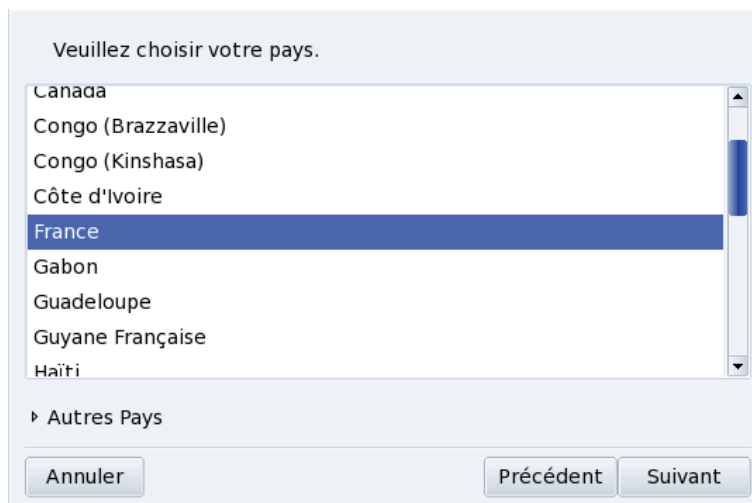 Veuillez choisir votre pays.
Canada
Congo (Brazzaville)
Congo (Kinshasa)
Côte d'Ivoire
France
Gabon
Guadeloupe
Guyane Française
Haïti
Autres Pays
Annuler
Précédent
Suivant